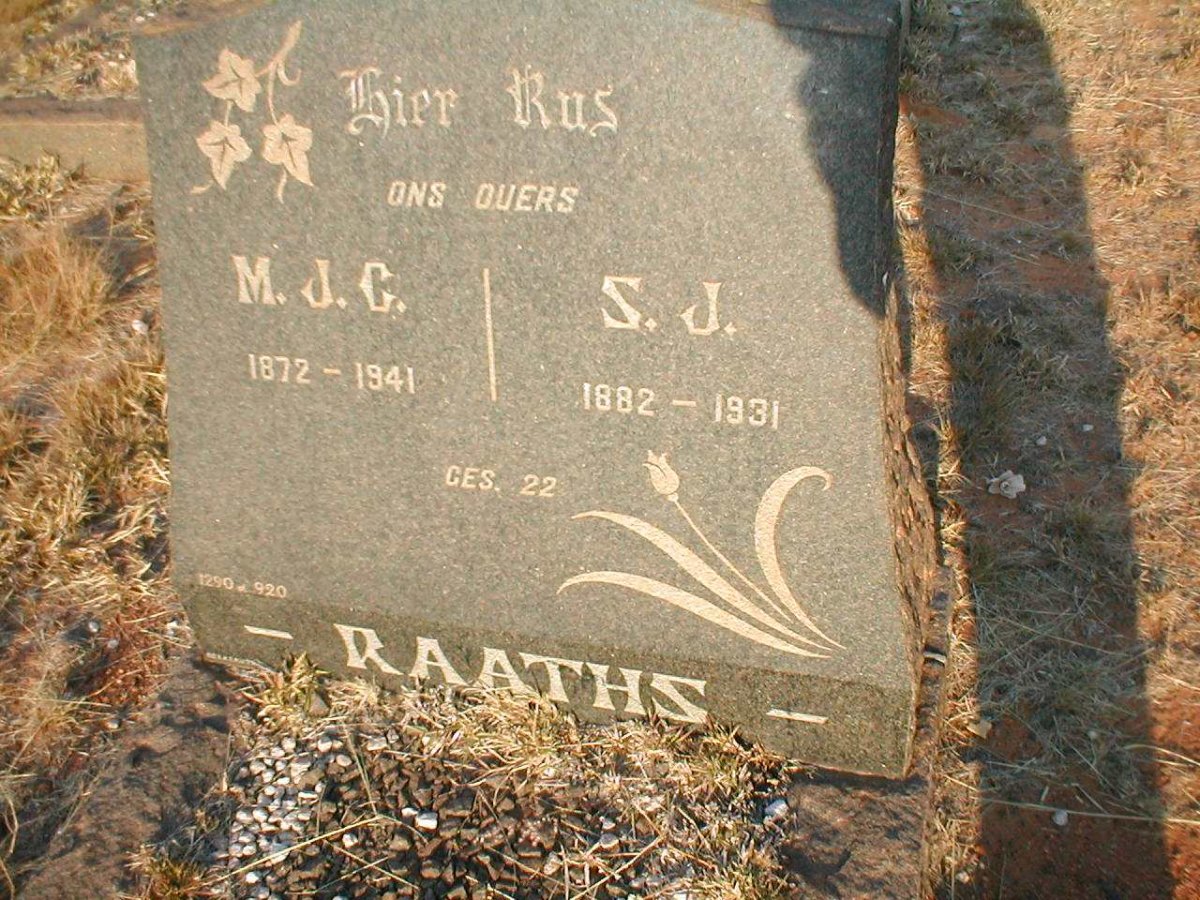 Hier Rus
ONS OUERS
M. J. C. S. J.
1872 - 1941 1882 - 1931
GES. 22
1290 & 920
- RAATHS -